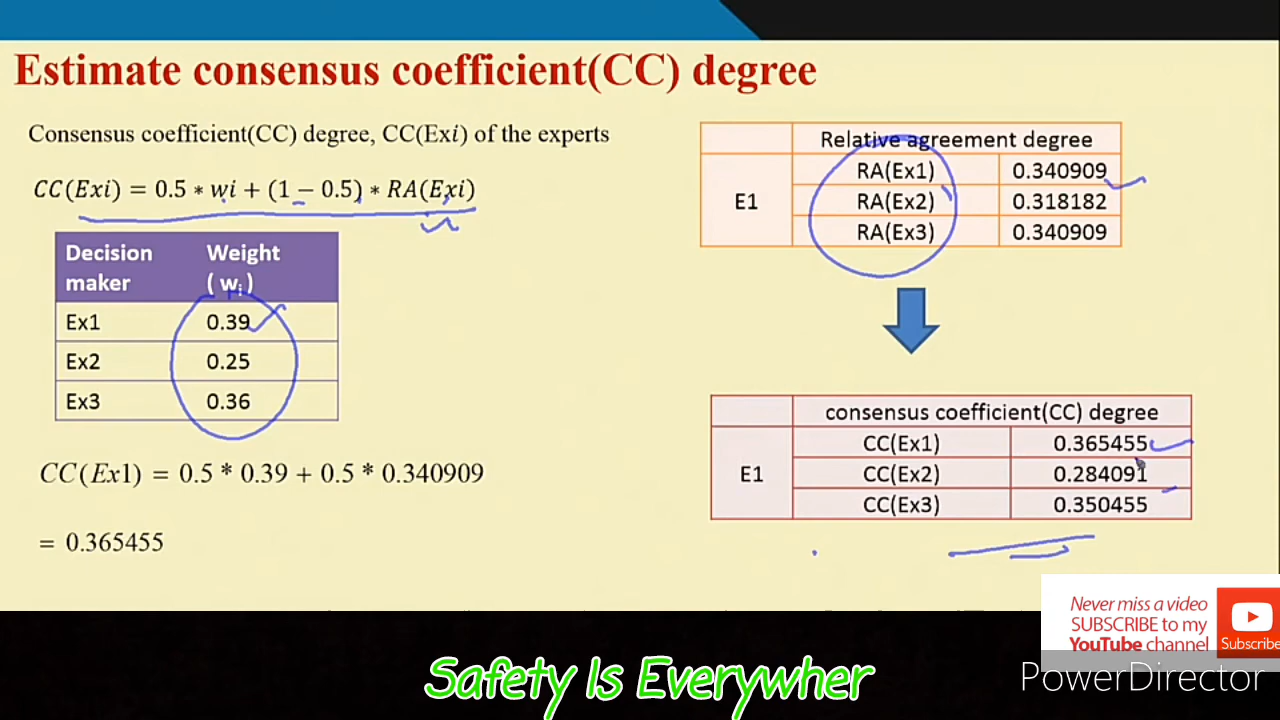 Estimate consensus coefficient(CC) degree
Consensus coefficient(CC) degree, CC(Exi) of the experts
CC(Exi) = 0.5 * wi + (1 − 0.5) * RA(Exi)
Decision maker Weight ( wi )
Ex1 0.39
Ex2 0.25
Ex3 0.36
CC(Ex1) = 0.5 * 0.39 + 0.5 * 0.340909
= 0.365455
Relative agreement degree
E1
RA(Ex1) 0.340909
RA(Ex2) 0.318182
RA(Ex3) 0.340909
consensus coefficient(CC) degree
E1
CC(Ex1) 0.365455
CC(Ex2) 0.284091
CC(Ex3) 0.350455
Never miss a video
SUBSCRIBE to my
YouTube channel
Subscribe
Safety Is Everywher
PowerDirector